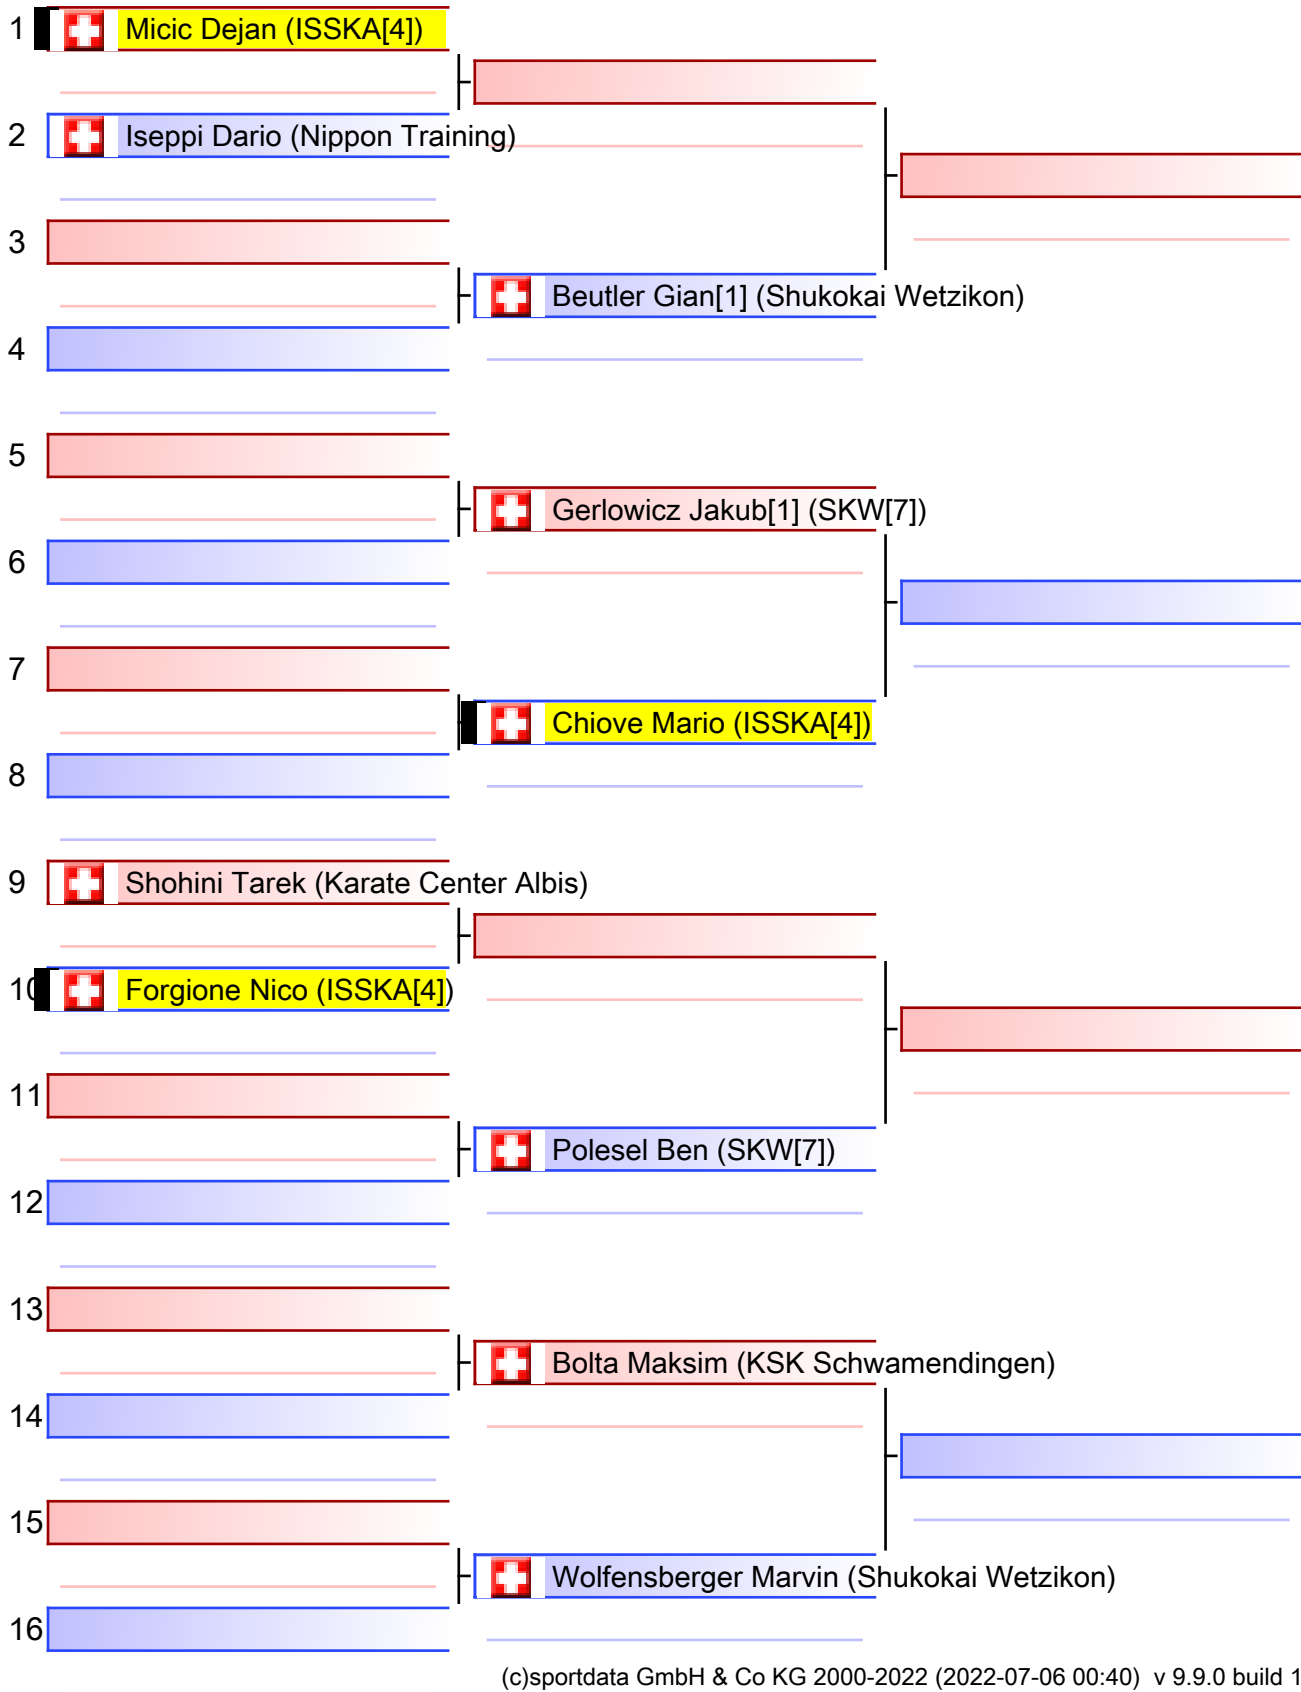 1 Micic Dejan (ISSKA[4])
2 Iseppi Dario (Nippon Training)
3
Beutler Gian[1] (Shukokai Wetzikon)
4
5
Gerlowicz Jakub[1] (SKW[7])
6
7
Chiove Mario (ISSKA[4])
8
9 Shohini Tarek (Karate Center Albis)
10 Forgione Nico (ISSKA[4])
11
Polesel Ben (SKW[7])
12
13
Bolta Maksim (KSK Schwamendingen)
14
15
Wolfensberger Marvin (Shukokai Wetzikon)
16
(c)sportdata GmbH & Co KG 2000-2022 (2022-07-06 00:40) v 9.9.0 build 1